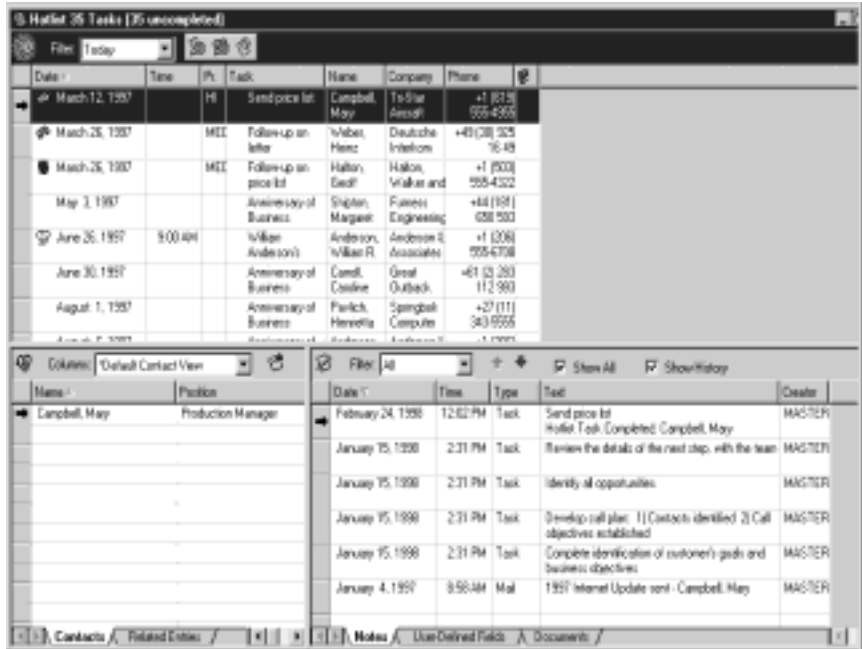 Hotlist 35 Tasks (35 uncompleted)
Filter: Today
Date Time Pr. Task Name Company Phone
March 12, 1997 HI Send price list Campbell, Tri-Star +1 (619)
May Aircraft 555-4955
March 26, 1997 MED Follow-up on Weber, Deutsche +49 (30) 925
letter Heinz Interkom 16 49
March 26, 1997 MED Follow-up on Halton, Halton, +1 (503)
price list Geoff Walker and 555-4322
May 3, 1997 Anniversary of Shipton, Furness +44 (181)
Business Margaret Engineering 650 593
June 26, 1997 9:00 AM William Anderson, Anderson & +1 (206)
Anderson's William R. Associates 555-6708
June 30, 1997 Anniversary of Carroll, Great +61 (2) 283
Business Caroline Outback 112 993
August 1, 1997 Anniversary of Pavlich, Springbok +27 (11)
Business Henrietta Computer 343-5555
Columns: *Default Contact View
Name Position
Campbell, Mary Production Manager
Contacts Related Entries
Filter: All Show All Show History
Date Time Type Text Creator
February 24, 1998 12:02 PM Task Send price list MASTER
Hotlist Task Completed: Campbell, Mary
January 15, 1998 2:31 PM Task Review the details of the next step, with the team MASTER
January 15, 1998 2:31 PM Task Identify all opportunities MASTER
January 15, 1998 2:31 PM Task Develop call plan: 1) Contacts identified 2) Call MASTER
objectives established
January 15, 1998 2:31 PM Task Complete identification of customer's goals and MASTER
business objectives
January 4, 1997 8:58 AM Mail 1997 Internet Update sent - Campbell, Mary MASTER
Notes User-Defined Fields Documents